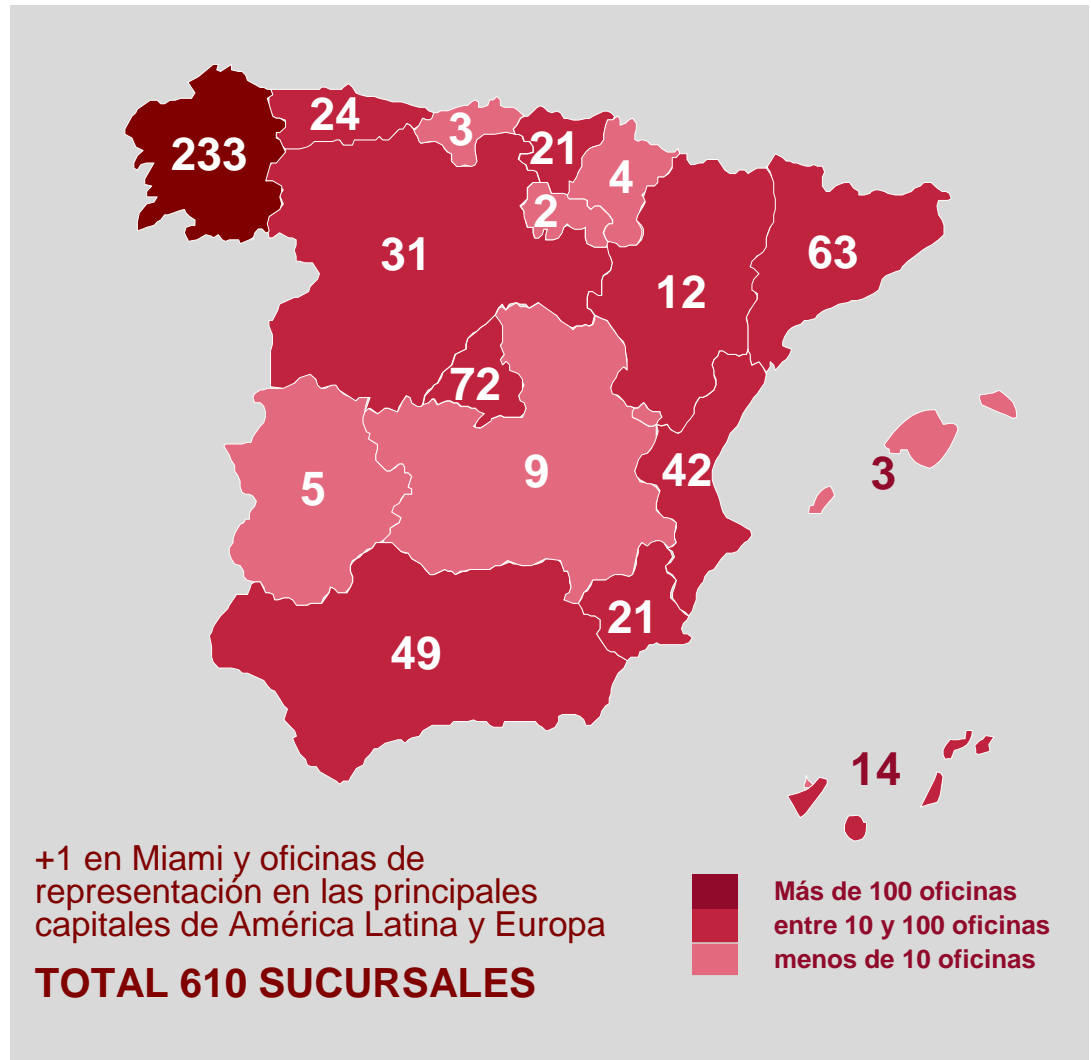 24
3
233
21
4
2
31
63
12
72
42
3
5
9
21
49
14
+1 en Miami y oficinas de
representación en las principales
capitales de América Latina y Europa
TOTAL 610 SUCURSALES
Más de 100 oficinas
entre 10 y 100 oficinas
menos de 10 oficinas